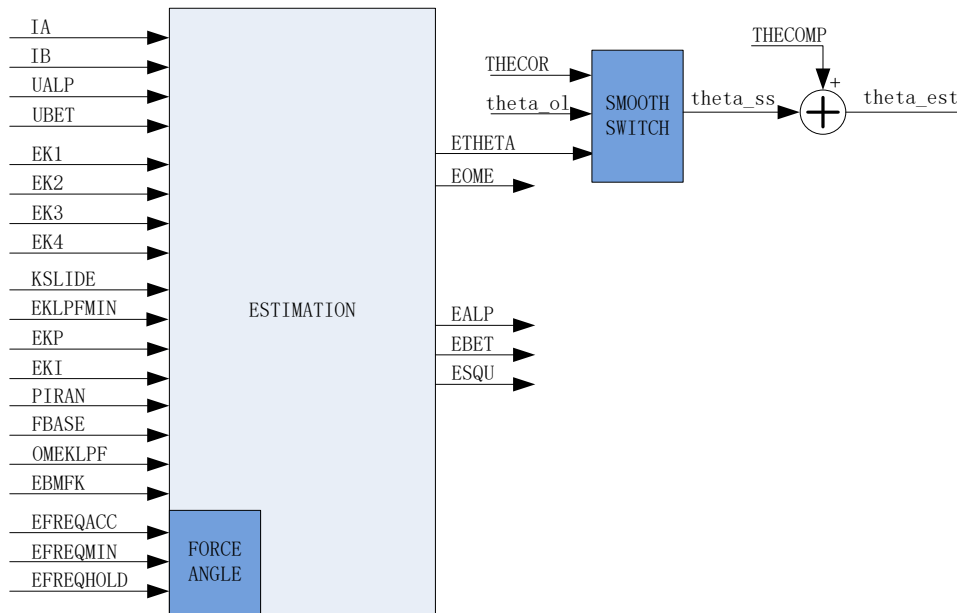 IA
IB
UALP
UBET
EK1
EK2
EK3
EK4
KSLIDE
EKLPFMIN
EKP
EKI
PIRAN
FBASE
OMEKLPF
EBMFK
EFREQACC
EFREQMIN
EFREQHOLD
FORCE
ANGLE
ESTIMATION
ETHETA
EOME
EALP
EBET
ESQU
THECOR
theta_ol
SMOOTH
SWITCH
theta_ss
THECOMP
+
theta_est